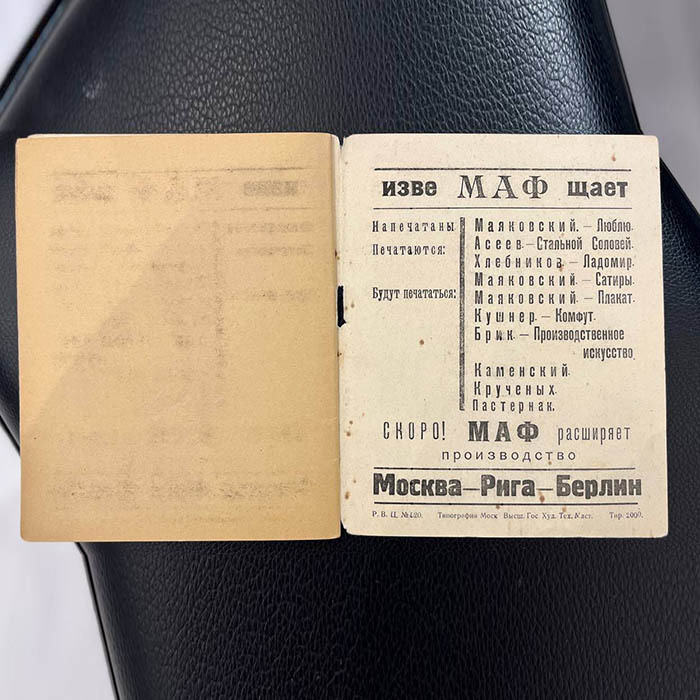 изве МАФ щает
Напечатаны Маяковский. — Люблю.
Печатаются: Асеев. — Стальной Соловей.
Хлебников. — Ладомир.
Маяковский. — Сатиры.
Будут печататься: Маяковский. — Плакат.
Кушнер. — Комфут.
Брик. — Производственное
искусство
Каменский.
Крученых.
Пастернак.
СКОРО! МАФ расширяет
производство
Москва—Рига—Берлин
Р. В. Ц. № 420. Типография Моск Высш. Гос Худ. Тех. Маст. Тир. 2000.